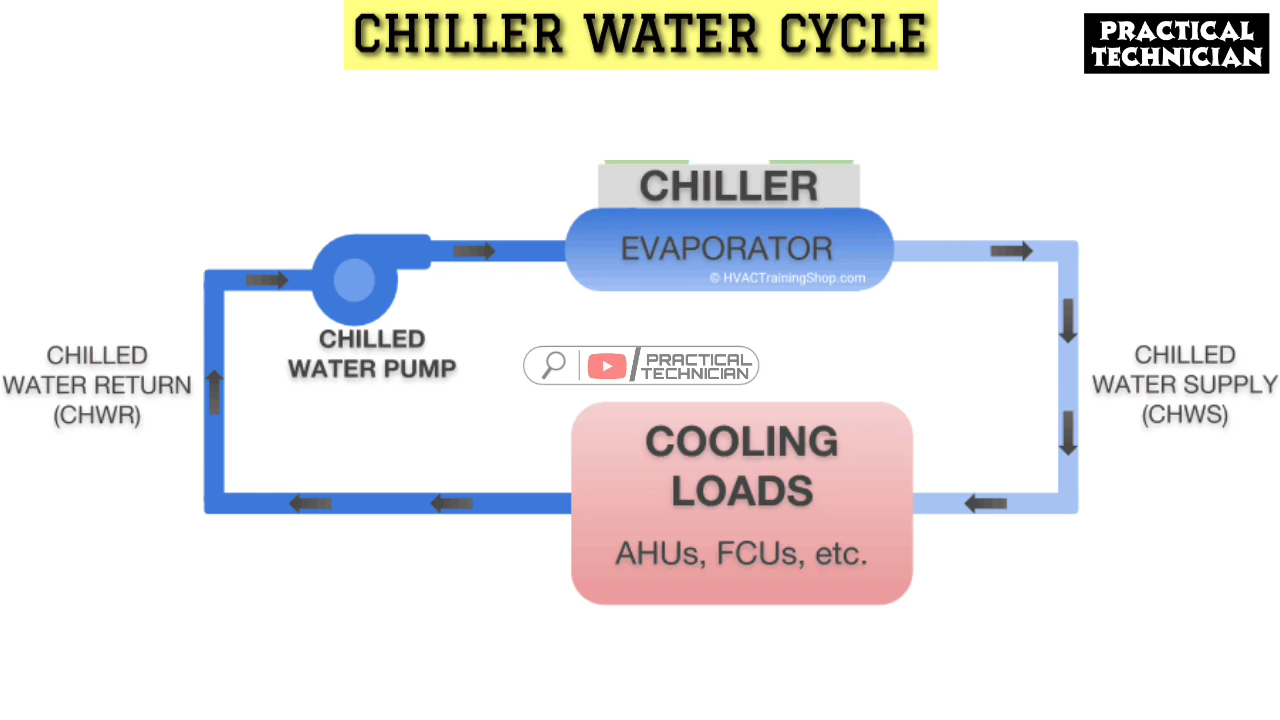 CHILLER WATER CYCLE
PRACTICAL
TECHNICIAN
CHILLER
EVAPORATOR
© HVACTrainingShop.com
CHILLED
WATER PUMP
CHILLED
WATER RETURN
(CHWR)
PRACTICAL
TECHNICIAN
CHILLED
WATER SUPPLY
(CHWS)
COOLING
LOADS
AHUs, FCUs, etc.